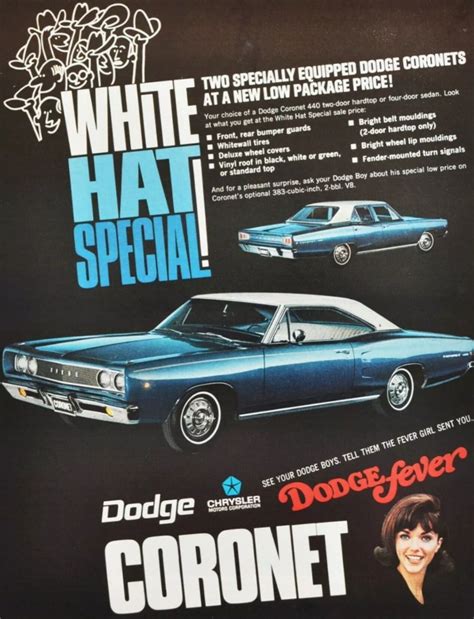 WHITE
HAT
SPECIAL!
TWO SPECIALLY EQUIPPED DODGE CORONETS
AT A NEW LOW PACKAGE PRICE!
Your choice of a Dodge Coronet 440 two-door hardtop or four-door sedan. Look
at what you get at the White Hat Special sale price:
■ Front, rear bumper guards
■ Whitewall tires
■ Deluxe wheel covers
■ Vinyl roof in black, white or green,
or standard top
■ Bright belt mouldings
(2-door hardtop only)
■ Bright wheel lip mouldings
■ Fender-mounted turn signals
And for a pleasant surprise, ask your Dodge Boy about his special low price on
Coronet's optional 383-cubic-inch, 2-bbl. V8.
DODGE
CORONET
SEE YOUR DODGE BOYS. TELL THEM THE FEVER GIRL SENT YOU...
DODGE fever
Dodge
CHRYSLER
MOTORS CORPORATION
CORONET